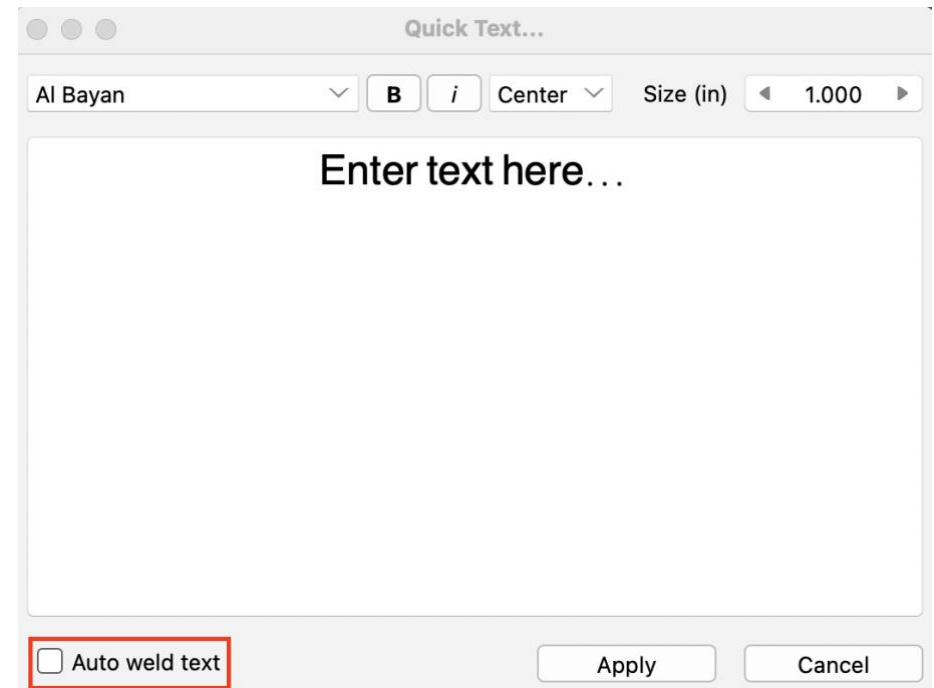 Quick Text...
Al Bayan B i Center Size (in) 1.000
Enter text here...
Auto weld text Apply Cancel